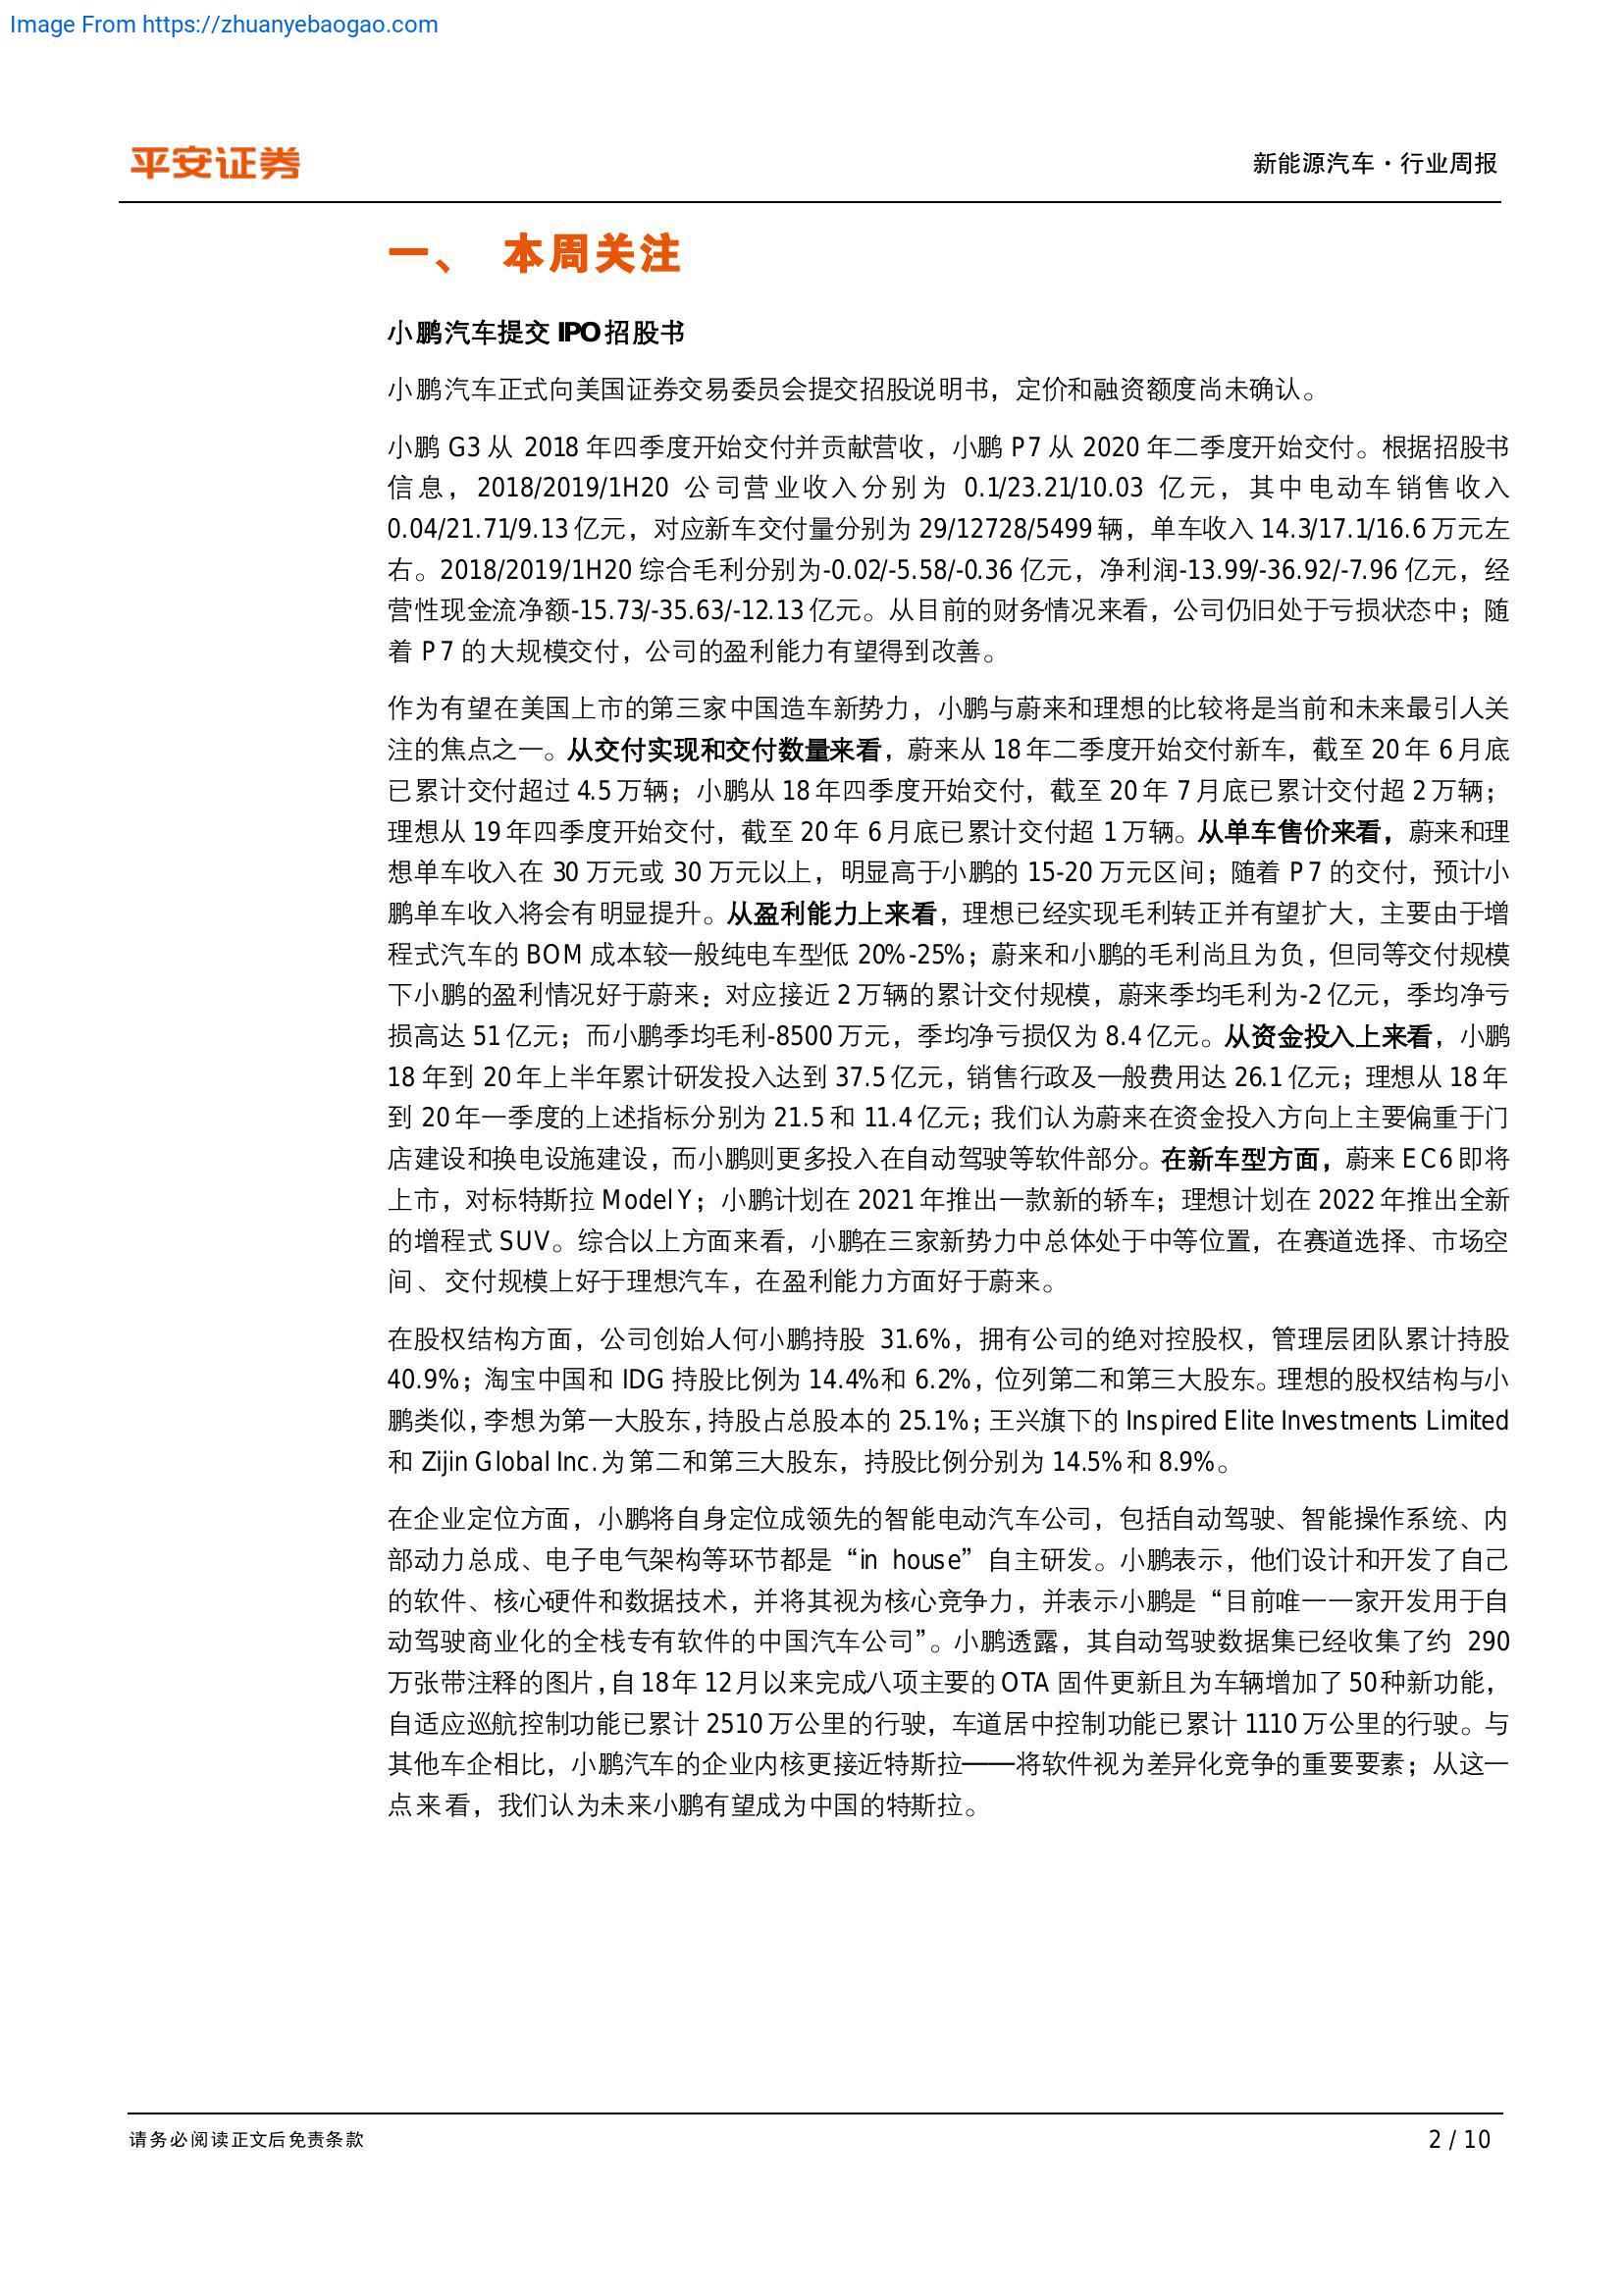 Image From https://zhuanyebaogao.com
平安证券
新能源汽车·行业周报
一、 本周关注
小鹏汽车提交 IPO 招股书
小鹏汽车正式向美国证券交易委员会提交招股说明书，定价和融资额度尚未确认。
小鹏 G3 从 2018 年四季度开始交付并贡献营收，小鹏 P7 从 2020 年二季度开始交付。根据招股书
信息，2018/2019/1H20 公司营业收入分别为 0.1/23.21/10.03 亿元，其中电动车销售收入
0.04/21.71/9.13 亿元，对应新车交付量分别为 29/12728/5499 辆，单车收入 14.3/17.1/16.6 万元左
右。2018/2019/1H20 综合毛利分别为-0.02/-5.58/-0.36 亿元，净利润-13.99/-36.92/-7.96 亿元，经
营性现金流净额-15.73/-35.63/-12.13 亿元。从目前的财务情况来看，公司仍旧处于亏损状态中；随
着 P7 的大规模交付，公司的盈利能力有望得到改善。
作为有望在美国上市的第三家中国造车新势力，小鹏与蔚来和理想的比较将是当前和未来最引人关
注的焦点之一。从交付实现和交付数量来看，蔚来从 18 年二季度开始交付新车，截至 20 年 6 月底
已累计交付超过 4.5 万辆；小鹏从 18 年四季度开始交付，截至 20 年 7 月底已累计交付超 2 万辆；
理想从 19 年四季度开始交付，截至 20 年 6 月底已累计交付超 1 万辆。从单车售价来看，蔚来和理
想单车收入在 30 万元或 30 万元以上，明显高于小鹏的 15-20 万元区间；随着 P7 的交付，预计小
鹏单车收入将会有明显提升。从盈利能力上来看，理想已经实现毛利转正并有望扩大，主要由于增
程式汽车的 BOM 成本较一般纯电车型低 20%-25%；蔚来和小鹏的毛利尚且为负，但同等交付规模
下小鹏的盈利情况好于蔚来：对应接近 2 万辆的累计交付规模，蔚来季均毛利为-2 亿元，季均净亏
损高达 51 亿元；而小鹏季均毛利-8500 万元，季均净亏损仅为 8.4 亿元。从资金投入上来看，小鹏
18 年到 20 年上半年累计研发投入达到 37.5 亿元，销售行政及一般费用达 26.1 亿元；理想从 18 年
到 20 年一季度的上述指标分别为 21.5 和 11.4 亿元；我们认为蔚来在资金投入方向上主要偏重于门
店建设和换电设施建设，而小鹏则更多投入在自动驾驶等软件部分。在新车型方面，蔚来 EC6 即将
上市，对标特斯拉 Model Y；小鹏计划在 2021 年推出一款新的轿车；理想计划在 2022 年推出全新
的增程式 SUV。综合以上方面来看，小鹏在三家新势力中总体处于中等位置，在赛道选择、市场空
间、交付规模上好于理想汽车，在盈利能力方面好于蔚来。
在股权结构方面，公司创始人何小鹏持股 31.6%，拥有公司的绝对控股权，管理层团队累计持股
40.9%；淘宝中国和 IDG 持股比例为 14.4%和 6.2%，位列第二和第三大股东。理想的股权结构与小
鹏类似，李想为第一大股东，持股占总股本的 25.1%；王兴旗下的 Inspired Elite Investments Limited
和 Zijin Global Inc.为第二和第三大股东，持股比例分别为 14.5%和 8.9%。
在企业定位方面，小鹏将自身定位成领先的智能电动汽车公司，包括自动驾驶、智能操作系统、内
部动力总成、电子电气架构等环节都是“in house”自主研发。小鹏表示，他们设计和开发了自己
的软件、核心硬件和数据技术，并将其视为核心竞争力，并表示小鹏是“目前唯一一家开发用于自
动驾驶商业化的全栈专有软件的中国汽车公司”。小鹏透露，其自动驾驶数据集已经收集了约 290
万张带注释的图片，自 18 年 12 月以来完成八项主要的 OTA 固件更新且为车辆增加了 50 种新功能，
自适应巡航控制功能已累计 2510 万公里的行驶，车道居中控制功能已累计 1110 万公里的行驶。与
其他车企相比，小鹏汽车的企业内核更接近特斯拉——将软件视为差异化竞争的重要要素；从这一
点来看，我们认为未来小鹏有望成为中国的特斯拉。
请务必阅读正文后免责条款
2 / 10